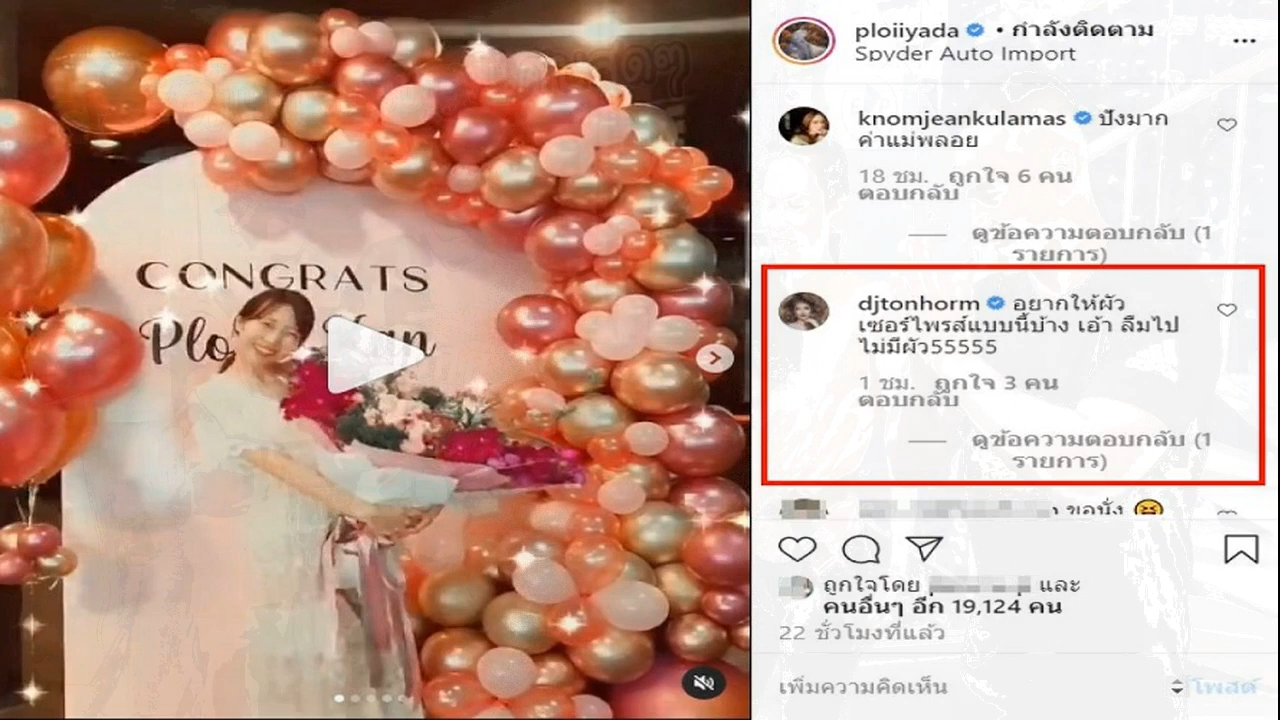 CONGRATS
ploiiyada • กำลังติดตาม
Spyder Auto Import
knomjeankulamas ปังมาก
ค่าแม่พลอย
18 ชม. ถูกใจ 6 คน
ตอบกลับ
ดูข้อความตอบกลับ (1
รายการ)
djtonhorm อยากให้ผัว
เซอร์ไพรส์แบบนี้บ้าง เอ้า ลืมไป
ไม่มีผัว55555
1 ชม. ถูกใจ 3 คน
ตอบกลับ
ดูข้อความตอบกลับ (1
รายการ)
ขอนั่ง
ถูกใจโดย และ
คนอื่นๆ อีก 19,124 คน
22 ชั่วโมงที่แล้ว
เพิ่มความคิดเห็น
โพสต์